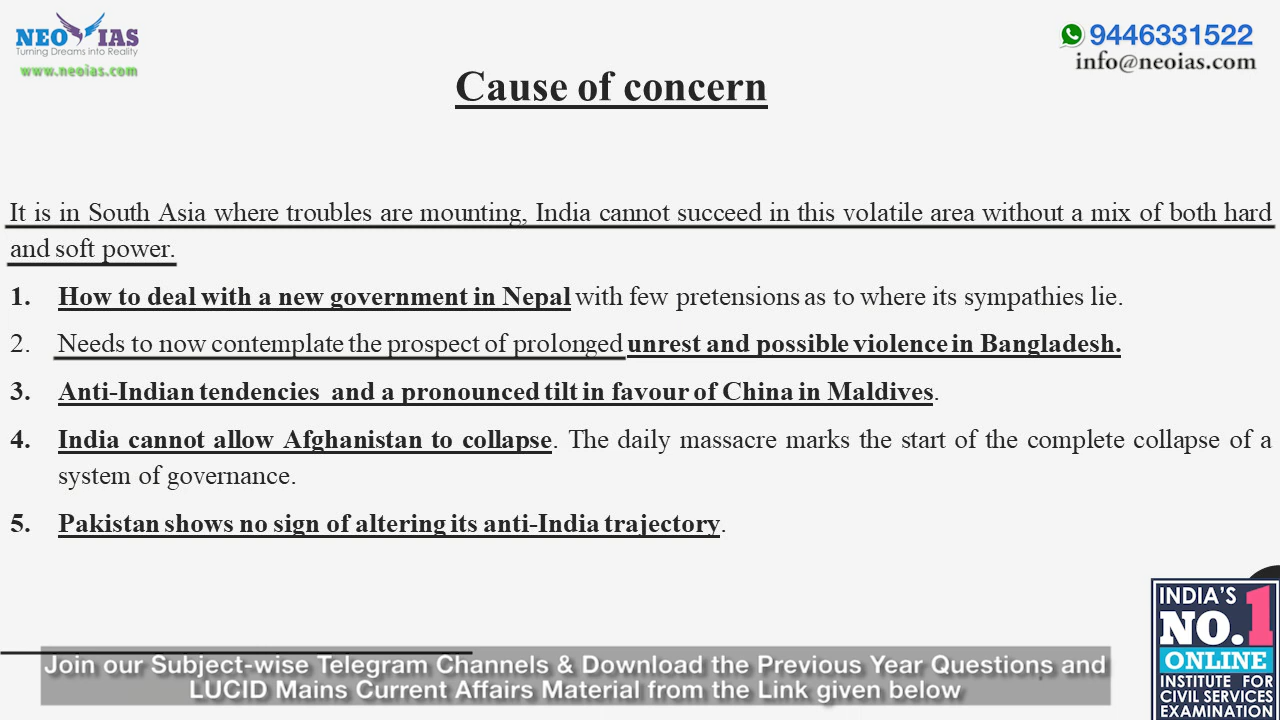 NEO IAS
Turning Dreams into Reality
www.neoias.com
9446331522
info@neoias.com
Cause of concern
It is in South Asia where troubles are mounting, India cannot succeed in this volatile area without a mix of both hard
and soft power.
1. How to deal with a new government in Nepal with few pretensions as to where its sympathies lie.
2. Needs to now contemplate the prospect of prolonged unrest and possible violence in Bangladesh.
3. Anti-Indian tendencies and a pronounced tilt in favour of China in Maldives.
4. India cannot allow Afghanistan to collapse. The daily massacre marks the start of the complete collapse of a
system of governance.
5. Pakistan shows no sign of altering its anti-India trajectory.
INDIA'S
NO.1
ONLINE
INSTITUTE FOR
CIVIL SERVICES
EXAMINATION
Join our Subject-wise Telegram Channels & Download the Previous Year Questions and
LUCID Mains Current Affairs Material from the Link given below